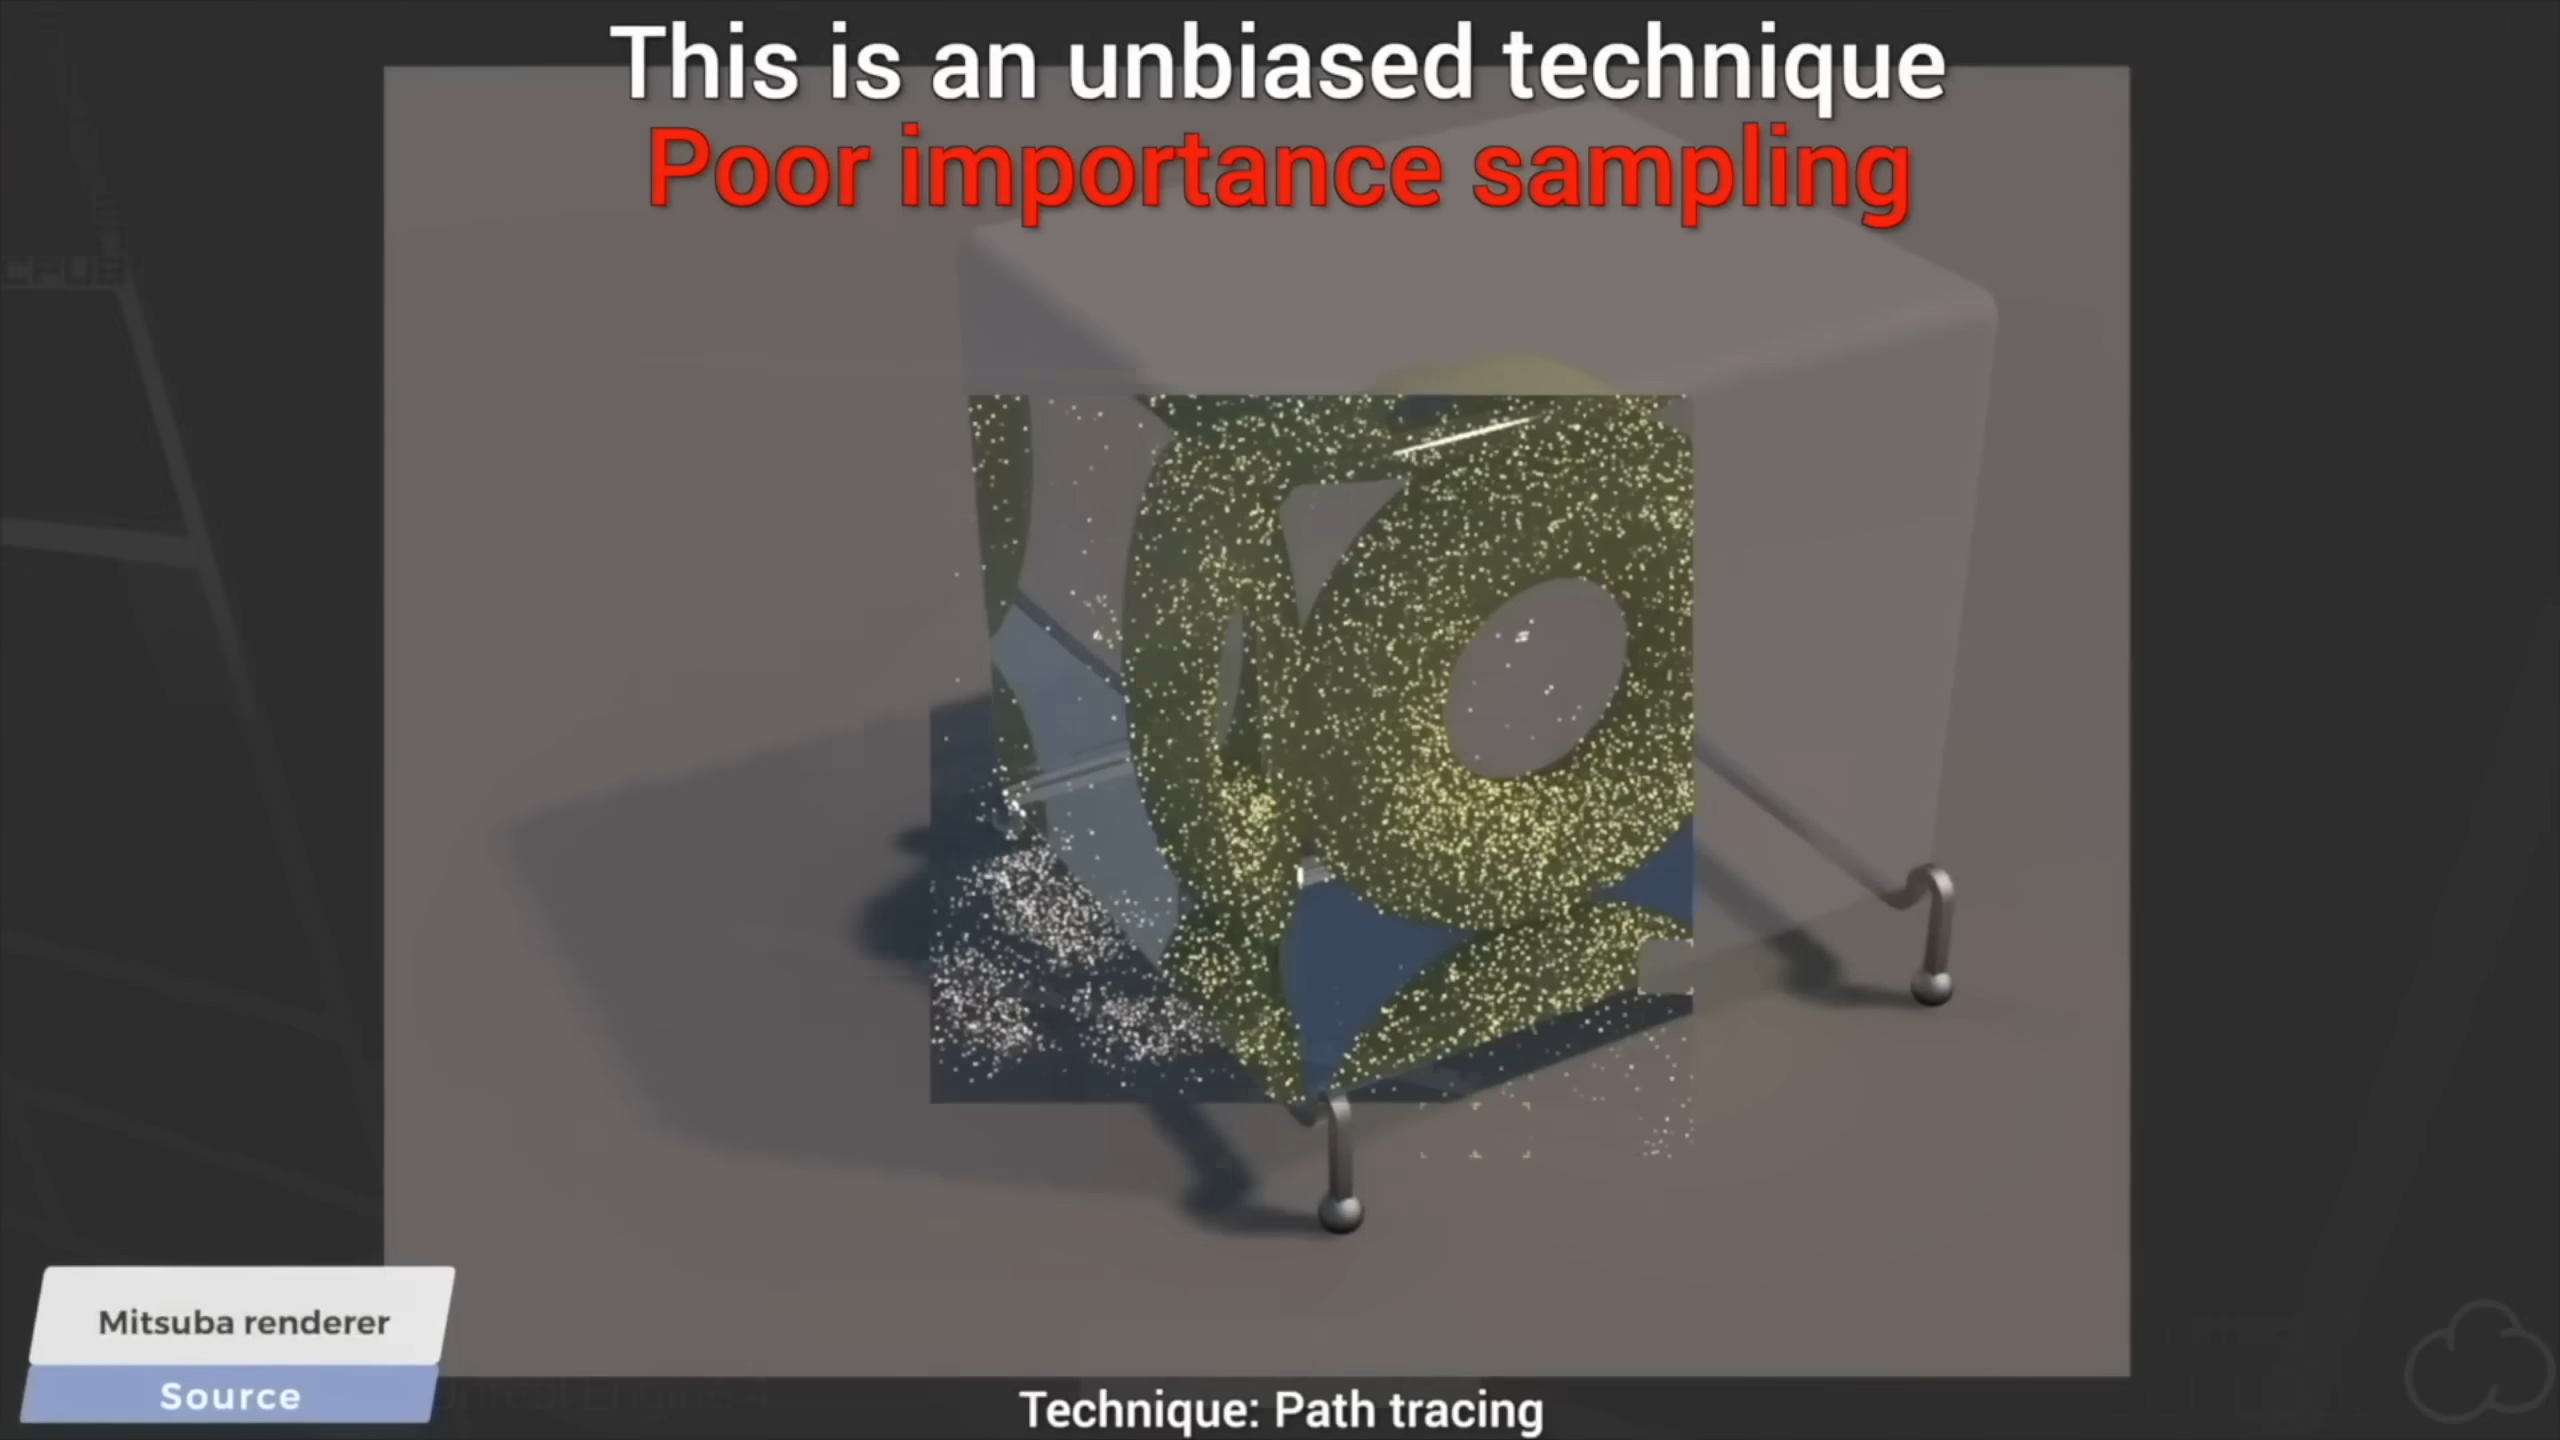 This is an unbiased technique
Poor importance sampling
Mitsuba renderer
Source
Technique: Path tracing